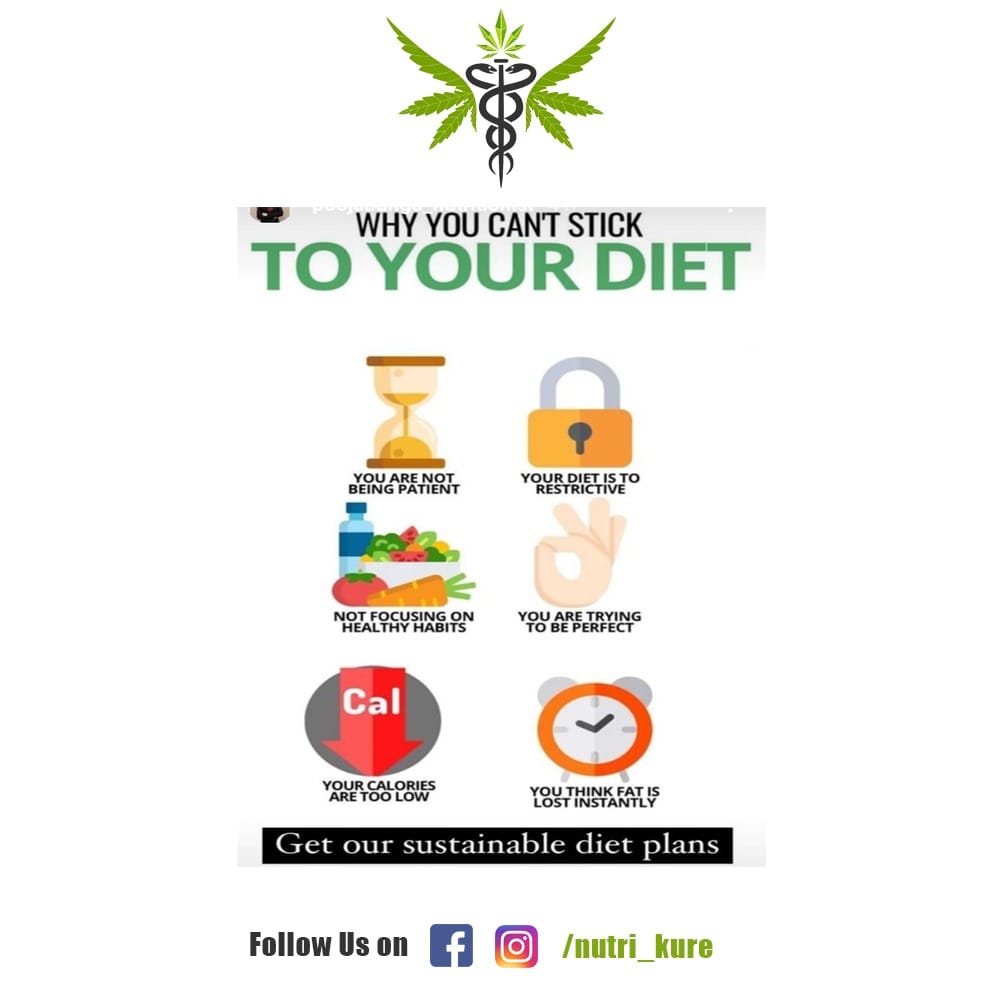 WHY YOU CAN'T STICK
TO YOUR DIET
YOU ARE NOT
BEING PATIENT
YOUR DIET IS TO
RESTRICTIVE
NOT FOCUSING ON
HEALTHY HABITS
YOU ARE TRYING
TO BE PERFECT
Cal
YOUR CALORIES
ARE TOO LOW
YOU THINK FAT IS
LOST INSTANTLY
Get our sustainable diet plans
Follow Us on
/nutri_kure